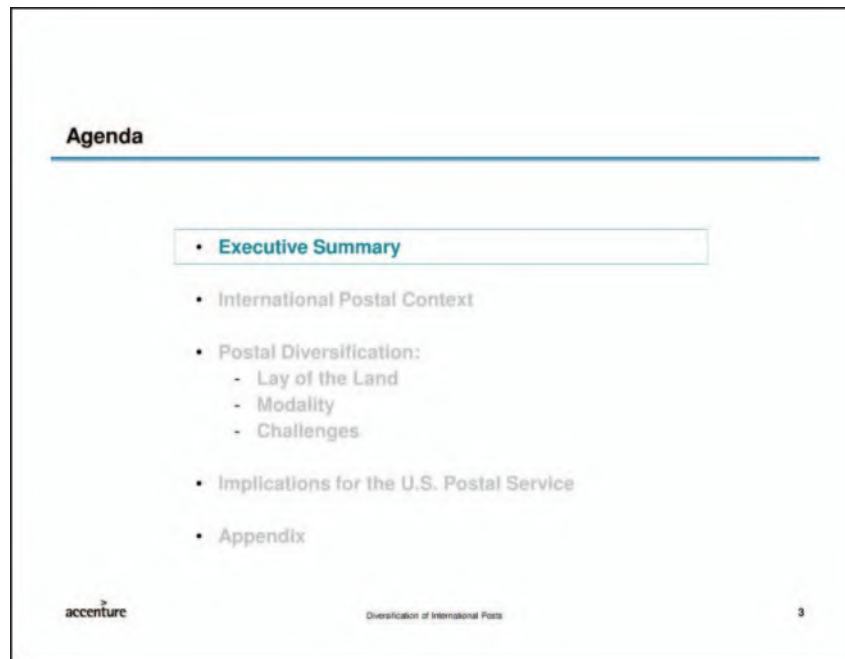 Agenda
• Executive Summary
• International Postal Context
• Postal Diversification:
- Lay of the Land
- Modality
- Challenges
• Implications for the U.S. Postal Service
• Appendix
accenture
Diversification of International Posts
3